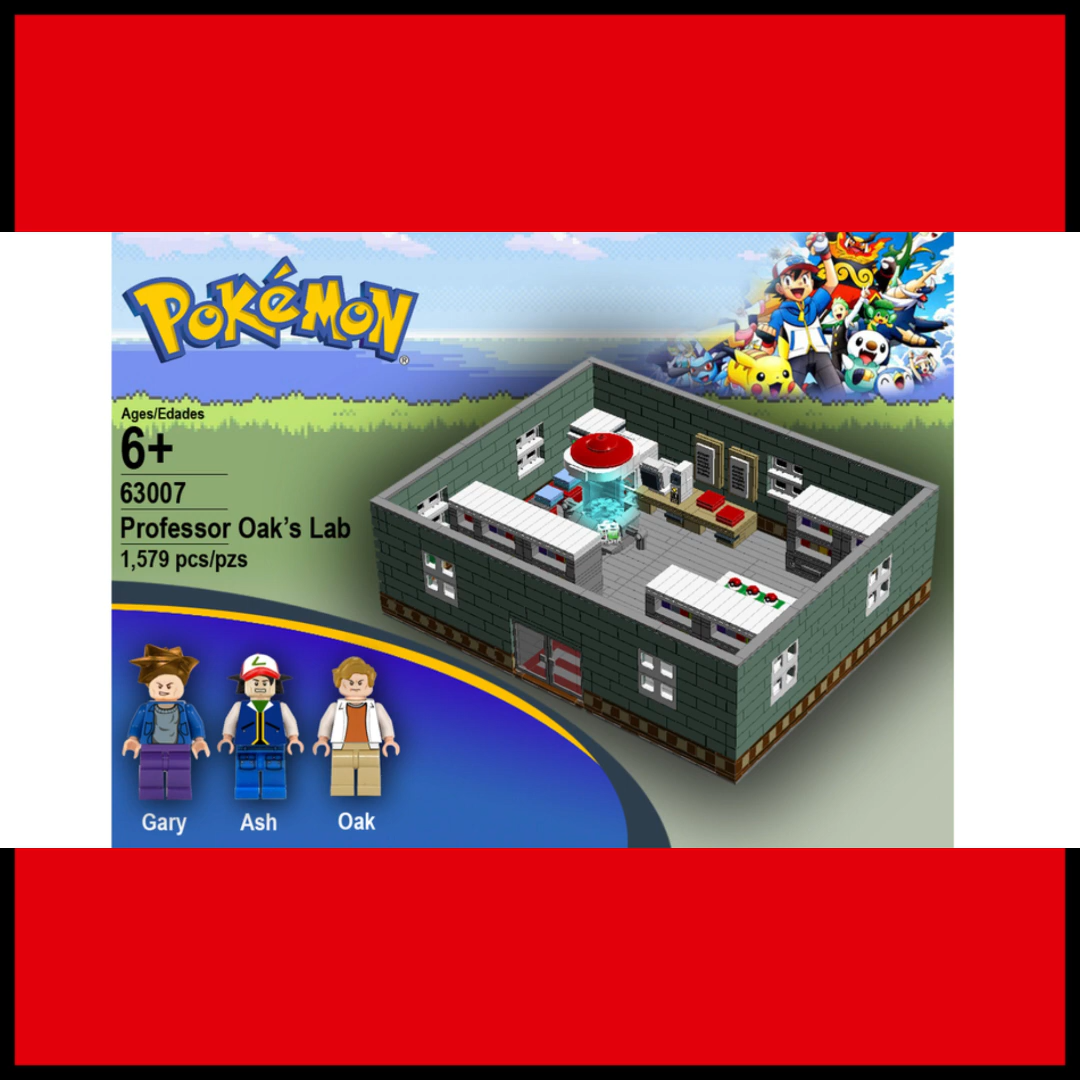 POKéMON
®
Ages/Edades
6+
63007
Professor Oak’s Lab
1,579 pcs/pzs
Gary Ash Oak